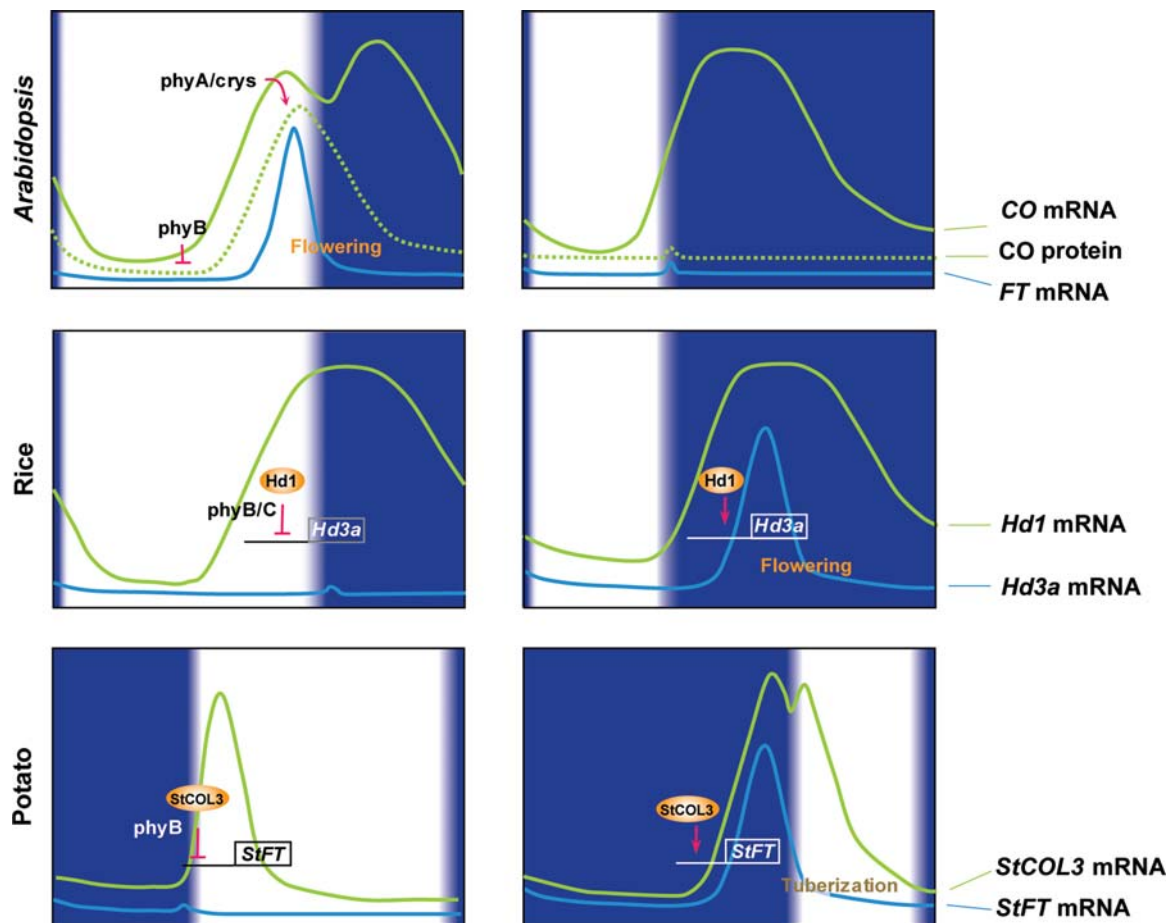 Arabidopsis
phyA/crys
phyB
Flowering
CO mRNA
CO protein
FT mRNA
Rice
Hd1
phyB/C
Hd3a
Hd1
Hd3a
Flowering
Hd1 mRNA
Hd3a mRNA
Potato
StCOL3
phyB
StFT
StCOL3
StFT
Tuberization
StCOL3 mRNA
StFT mRNA